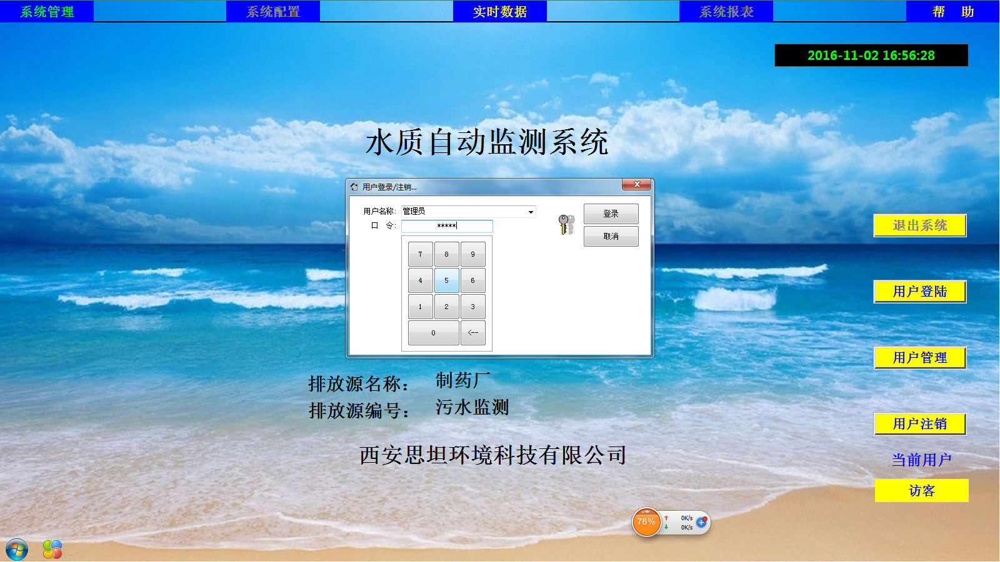 系统管理 系统配置 实时数据 系统报表 帮 助
2016-11-02 16:56:28
水质自动监测系统
用户登录/注销...
用户名称: 管理员
登录
口 令: *****
取消
7 8 9
4 5 6
1 2 3
0 <--
退出系统
用户登陆
用户管理
排放源名称： 制药厂
排放源编号： 污水监测
用户注销
西安思坦环境科技有限公司
当前用户
访客
76%
0K/s
0K/s